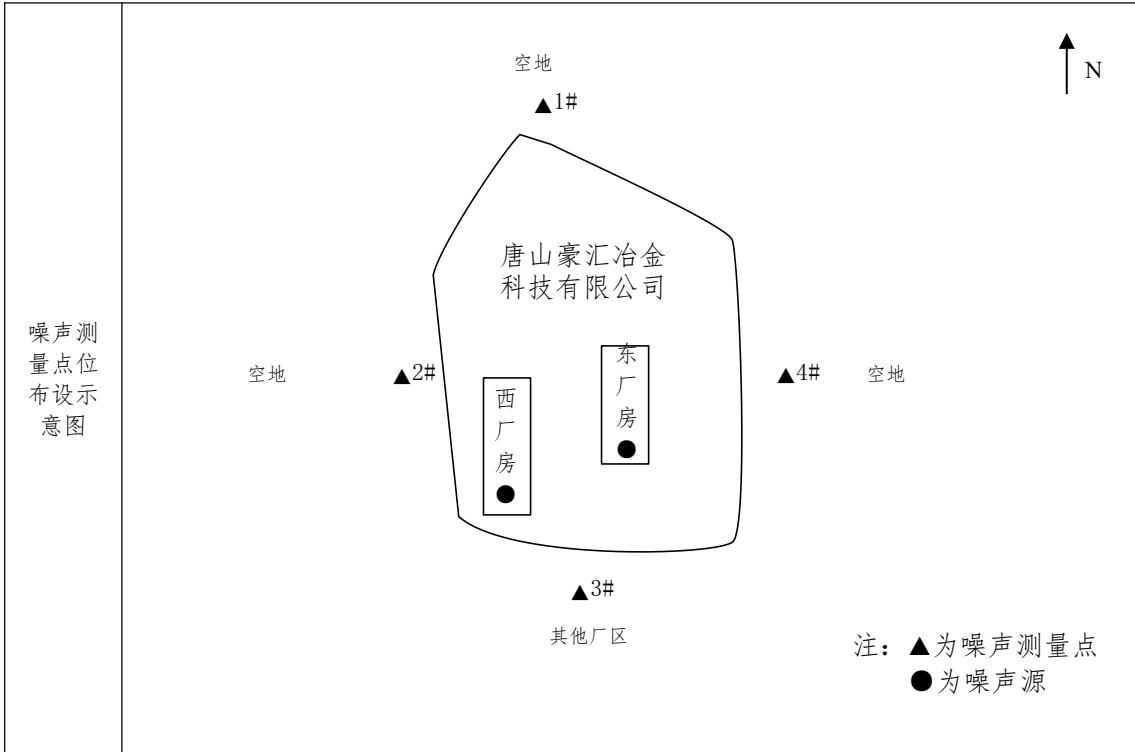 噪声测
量点位
布设示
意图
空地
▲1#
N
唐山豪汇冶金
科技有限公司
空地
▲2#
西厂房
东厂房
▲4#
空地
▲3#
其他厂区
注：▲为噪声测量点
●为噪声源